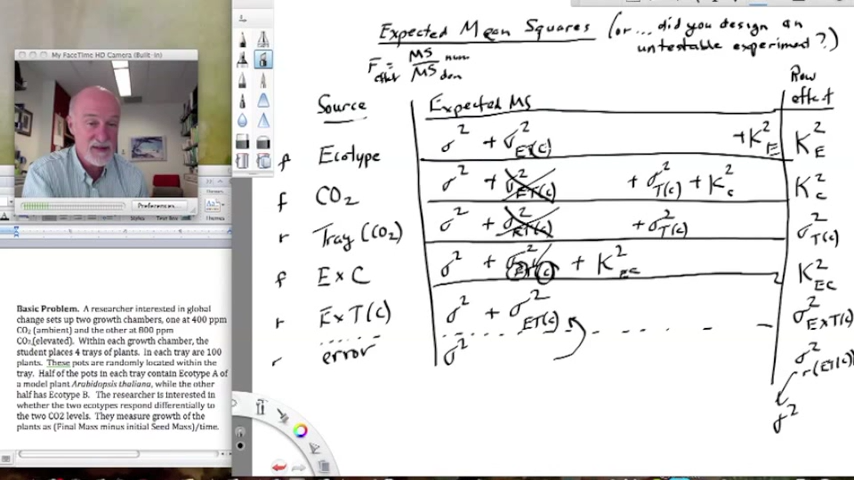 My FaceTime HD Camera (Built-in)
Preferences...
Expected Mean Squares (or... did you design an
untestable experiment?)
F effect = MS num / MS den
Source Expected MS Row effect
f Ecotype σ² + σ²ET(C) + K²E K²E
f CO₂ σ² + σ²ET(C) + σ²T(C) + K²C K²C
r Tray (CO₂) σ² + σ²ET(C) + σ²T(C) σ²T(C)
f E×C σ² + σ²ET(C) + K²EC K²EC
r E×T(C) σ² + σ²ET(C) σ²E×T(C)
r error σ² σ²r(ET(C))
σ²
Basic Problem. A researcher interested in global
change sets up two growth chambers, one at 400 ppm
CO₂ (ambient) and the other at 800 ppm
CO₂(elevated). Within each growth chamber, the
student places 4 trays of plants. In each tray are 100
plants. These pots are randomly located within the
tray. Half of the pots in each tray contain Ecotype A of
a model plant Arabidopsis thaliana, while the other
half has Ecotype B. The researcher is interested in
whether the two ecotypes respond differentially to
the two CO2 levels. They measure growth of the
plants as (Final Mass minus initial Seed Mass)/time.